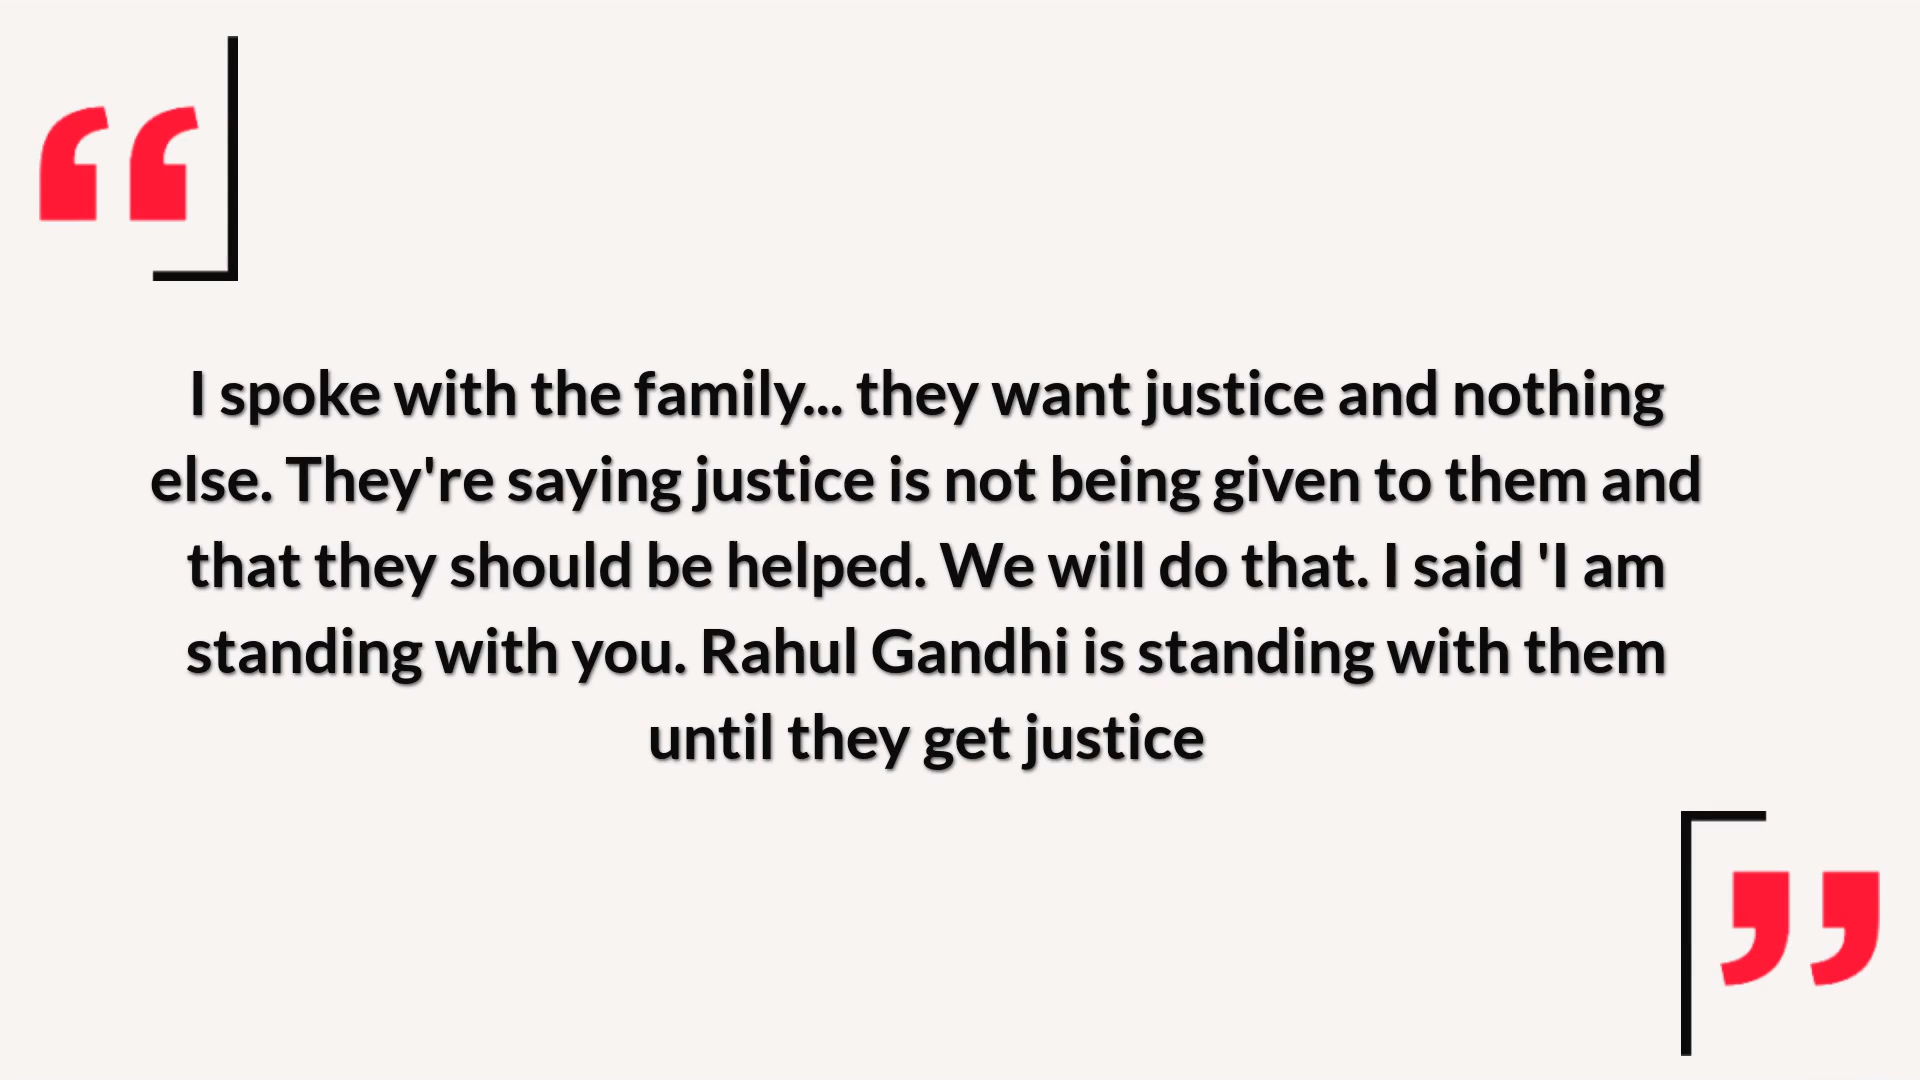 “
I spoke with the family... they want justice and nothing
else. They're saying justice is not being given to them and
that they should be helped. We will do that. I said 'I am
standing with you. Rahul Gandhi is standing with them
until they get justice
”